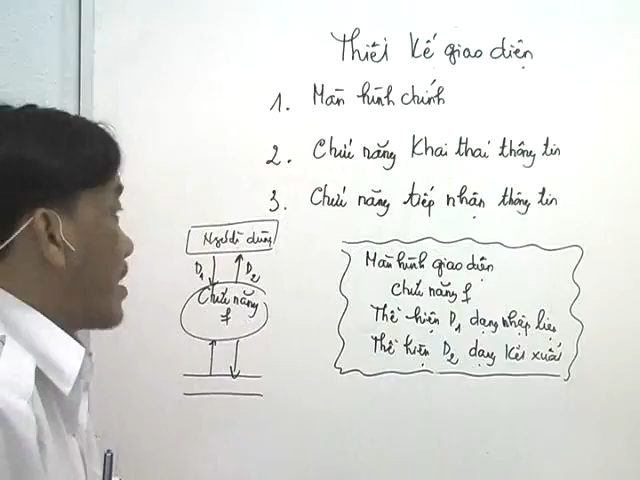 Thiết Kế giao diện
1. Màn hình chính
2. Chức năng Khai thác thông tin
3. Chức năng tiếp nhận thông tin
Người dùng
D1 D2
Chức năng
f
Màn hình giao diện
Chức năng f
Thể hiện D1 dạng nhập liệu
Thể hiện D2 dạng Kết xuất